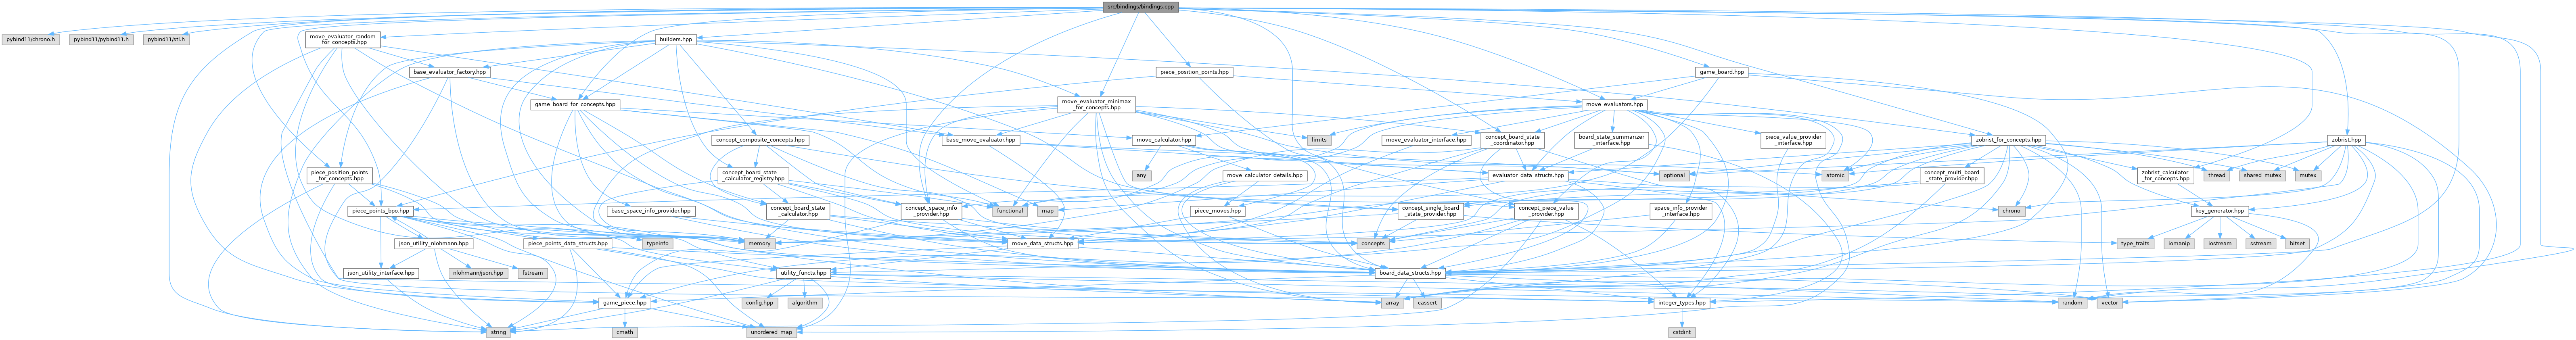 src/bindings/bindings.cpp
pybind11/chrono.h
pybind11/pybind11.h
pybind11/stl.h
move_evaluator_random
_for_concepts.hpp
builders.hpp
base_evaluator_factory.hpp
piece_position_points.hpp
game_board.hpp
game_board_for_concepts.hpp
move_evaluator_minimax
_for_concepts.hpp
move_evaluators.hpp
concept_composite_concepts.hpp
base_move_evaluator.hpp
move_calculator.hpp
limits
move_evaluator_interface.hpp
concept_board_state
_coordinator.hpp
board_state_summarizer
_interface.hpp
piece_value_provider
_interface.hpp
zobrist_for_concepts.hpp
zobrist.hpp
piece_position_points
_for_concepts.hpp
concept_board_state
_calculator_registry.hpp
any
move_calculator_details.hpp
evaluator_data_structs.hpp
optional
atomic
concept_multi_board
_state_provider.hpp
zobrist_calculator
_for_concepts.hpp
thread
shared_mutex
mutex
piece_points_bpo.hpp
base_space_info_provider.hpp
concept_board_state
_calculator.hpp
concept_space_info
_provider.hpp
functional
map
piece_moves.hpp
concept_single_board
_state_provider.hpp
concept_piece_value
_provider.hpp
space_info_provider
_interface.hpp
chrono
key_generator.hpp
json_utility_nlohmann.hpp
piece_points_data_structs.hpp
typeinfo
memory
move_data_structs.hpp
concepts
type_traits
iomanip
iostream
sstream
bitset
json_utility_interface.hpp
nlohmann/json.hpp
fstream
utility_functs.hpp
board_data_structs.hpp
game_piece.hpp
config.hpp
algorithm
array
cassert
integer_types.hpp
random
vector
string
cmath
unordered_map
cstdint